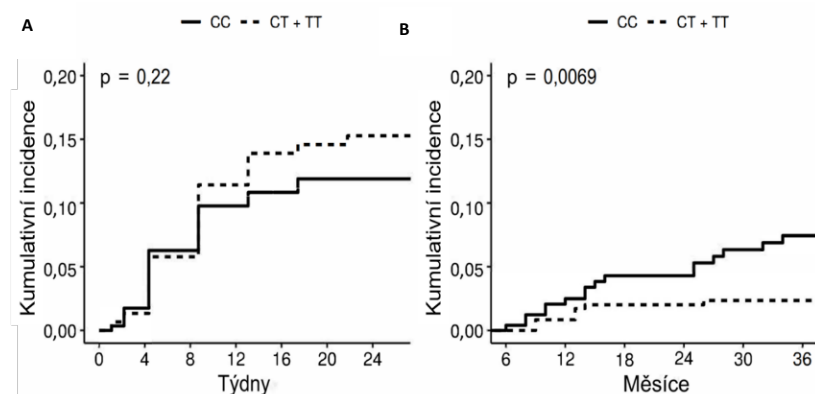 A
CC CT + TT
p = 0,22
Kumulativní incidence
0,20
0,15
0,10
0,05
0,00
0 4 8 12 16 20 24
Týdny
B
CC CT + TT
p = 0,0069
Kumulativní incidence
0,20
0,15
0,10
0,05
0,00
6 12 18 24 30 36
Měsíce